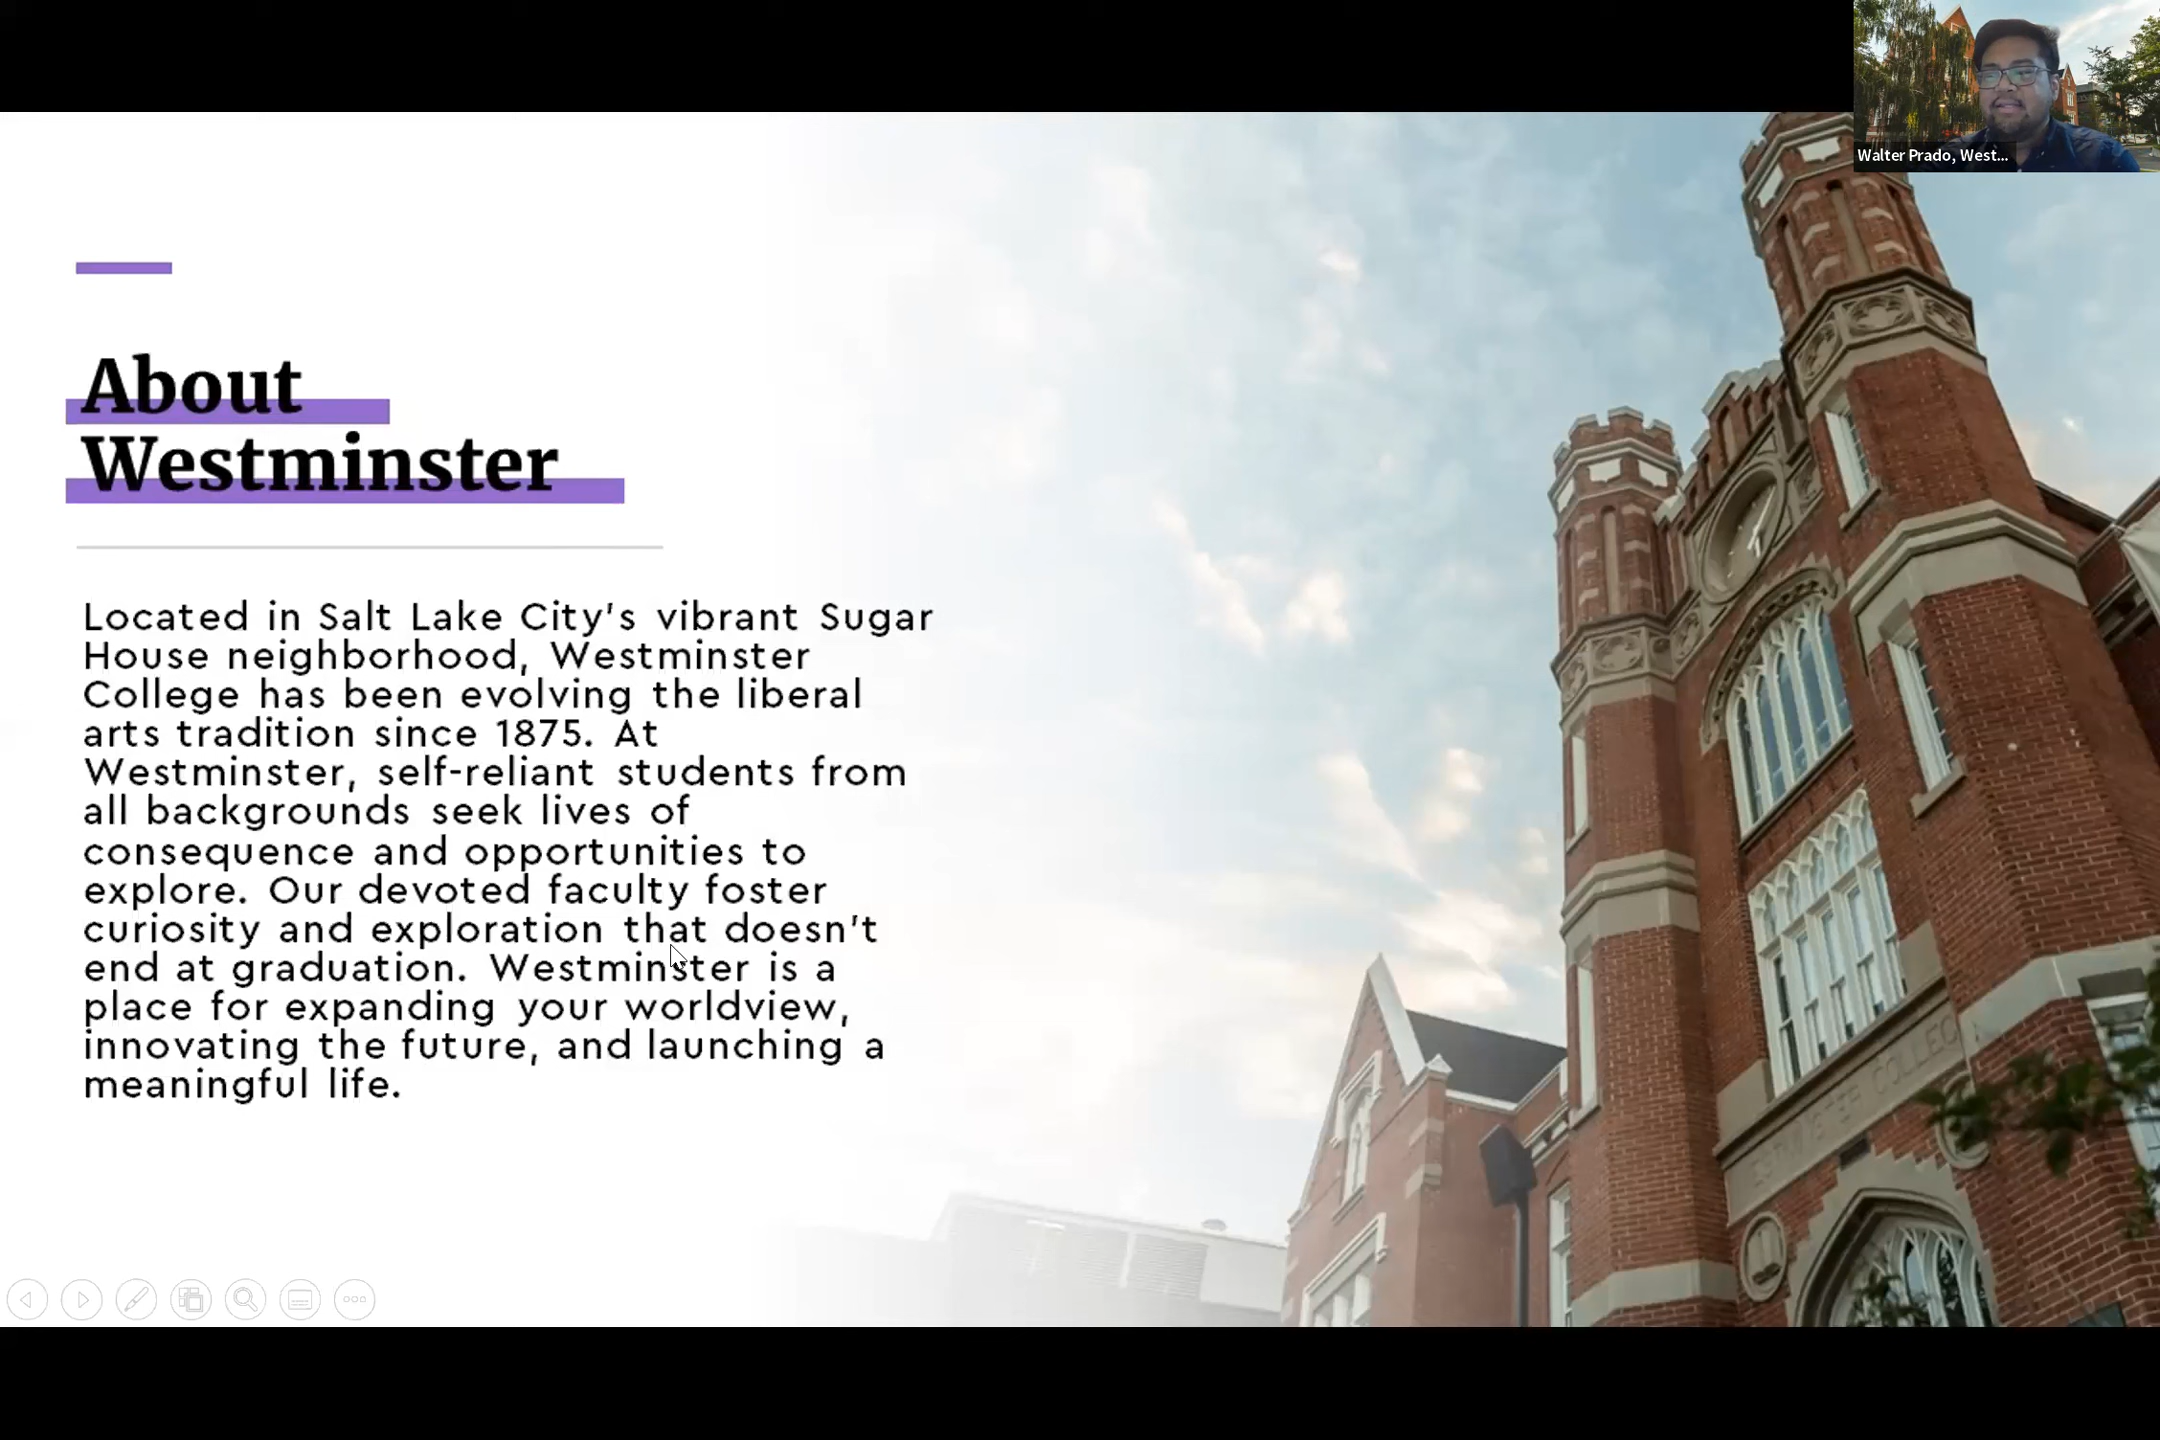 Walter Prado, West...
About
Westminster
Located in Salt Lake City's vibrant Sugar
House neighborhood, Westminster
College has been evolving the liberal
arts tradition since 1875. At
Westminster, self-reliant students from
all backgrounds seek lives of
consequence and opportunities to
explore. Our devoted faculty foster
curiosity and exploration that doesn't
end at graduation. Westminster is a
place for expanding your worldview,
innovating the future, and launching a
meaningful life.
ESTMINSTER COLLEG